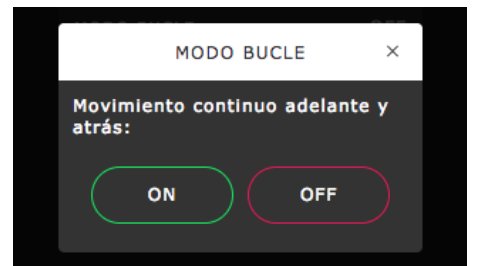 MODO BUCLE
×
Movimiento continuo adelante y
atrás:
ON
OFF